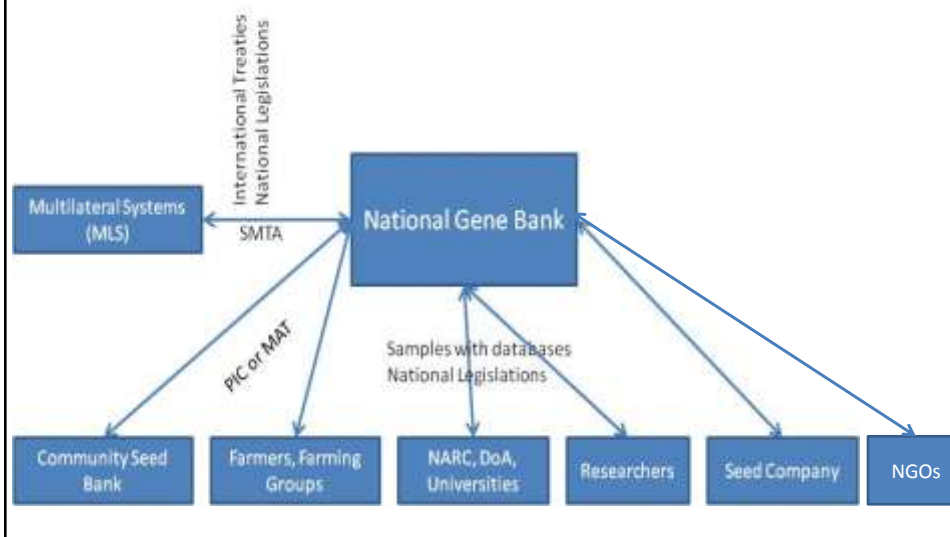 International Treaties
National Legislations
Multilateral Systems
(MLS)
SMTA
National Gene Bank
PIC or MAT
Samples with databases
National Legislations
Community Seed
Bank
Farmers, Farming
Groups
NARC, DoA,
Universities
Researchers
Seed Company
NGOs